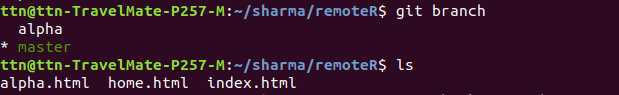 ttn@ttn-TravelMate-P257-M:~/sharma/remoteR$ git branch
  alpha
* master
ttn@ttn-TravelMate-P257-M:~/sharma/remoteR$ ls
alpha.html  home.html  index.html